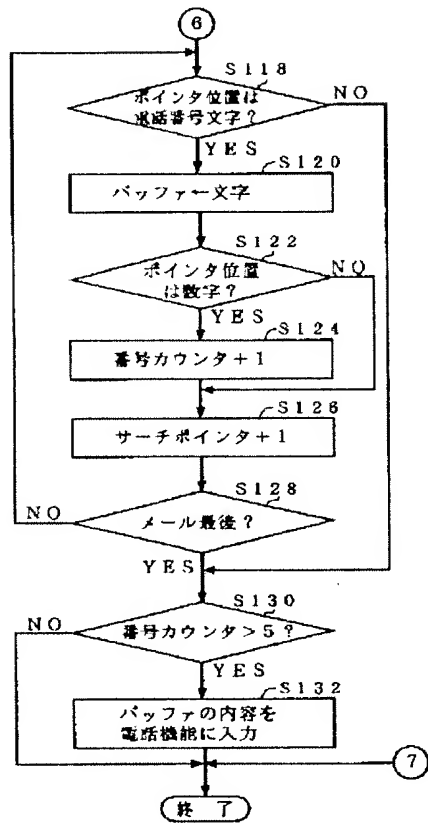 6
S118
ポインタ位置は
電話番号文字?
NO
YES
S120
バッファ←文字
S122
ポインタ位置
は数字?
NO
YES
S124
番号カウンタ+1
S126
サーチポインタ+1
S128
NO
メール最後?
YES
S130
NO
番号カウンタ>5?
YES
S132
バッファの内容を
電話機能に入力
7
終了